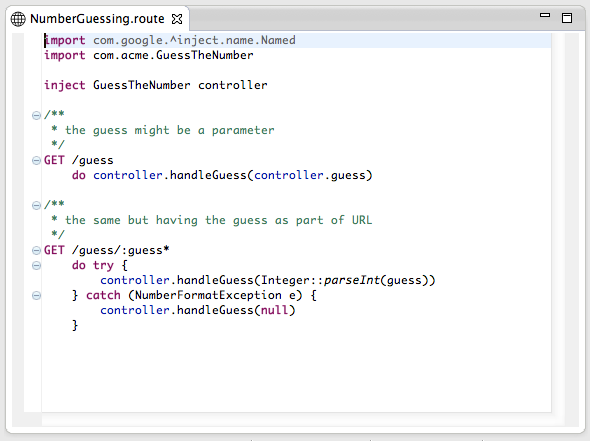 NumberGuessing.route
import com.google.^inject.name.Named
import com.acme.GuessTheNumber
inject GuessTheNumber controller
/**
 * the guess might be a parameter
 */
GET /guess
    do controller.handleGuess(controller.guess)
/**
 * the same but having the guess as part of URL
 */
GET /guess/:guess*
    do try {
        controller.handleGuess(Integer::parseInt(guess))
    } catch (NumberFormatException e) {
        controller.handleGuess(null)
    }